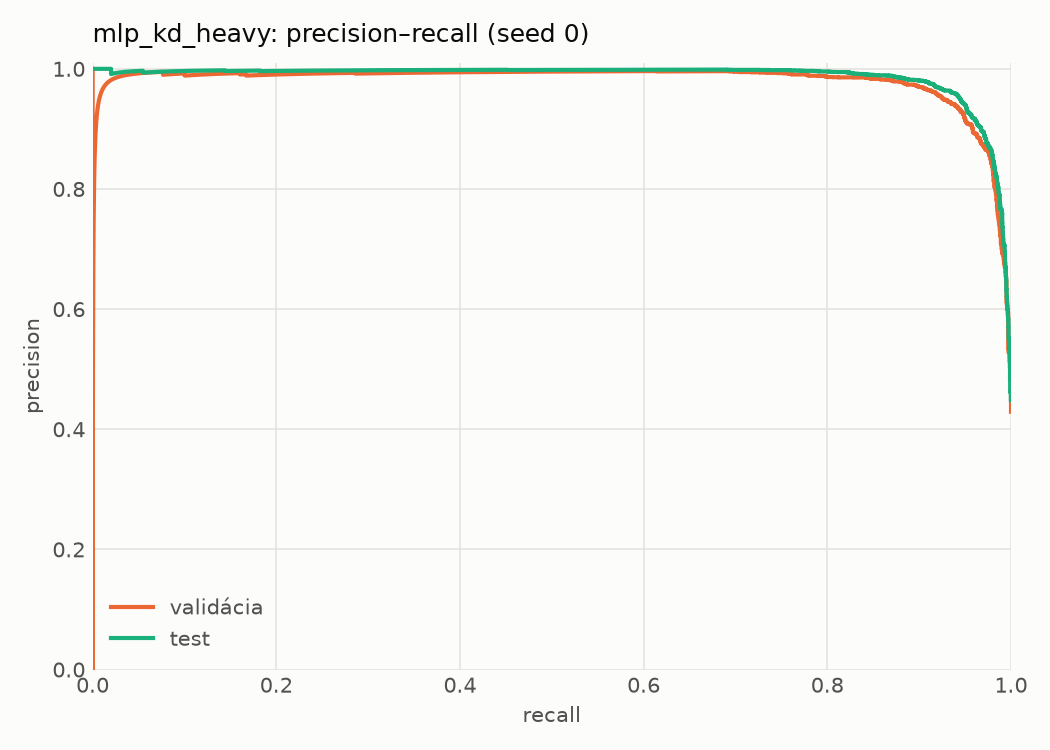 mlp_kd_heavy: precision–recall (seed 0)
1.0
0.8
0.6
0.4
0.2
0.0
precision
validácia
test
0.0 0.2 0.4 0.6 0.8 1.0
recall